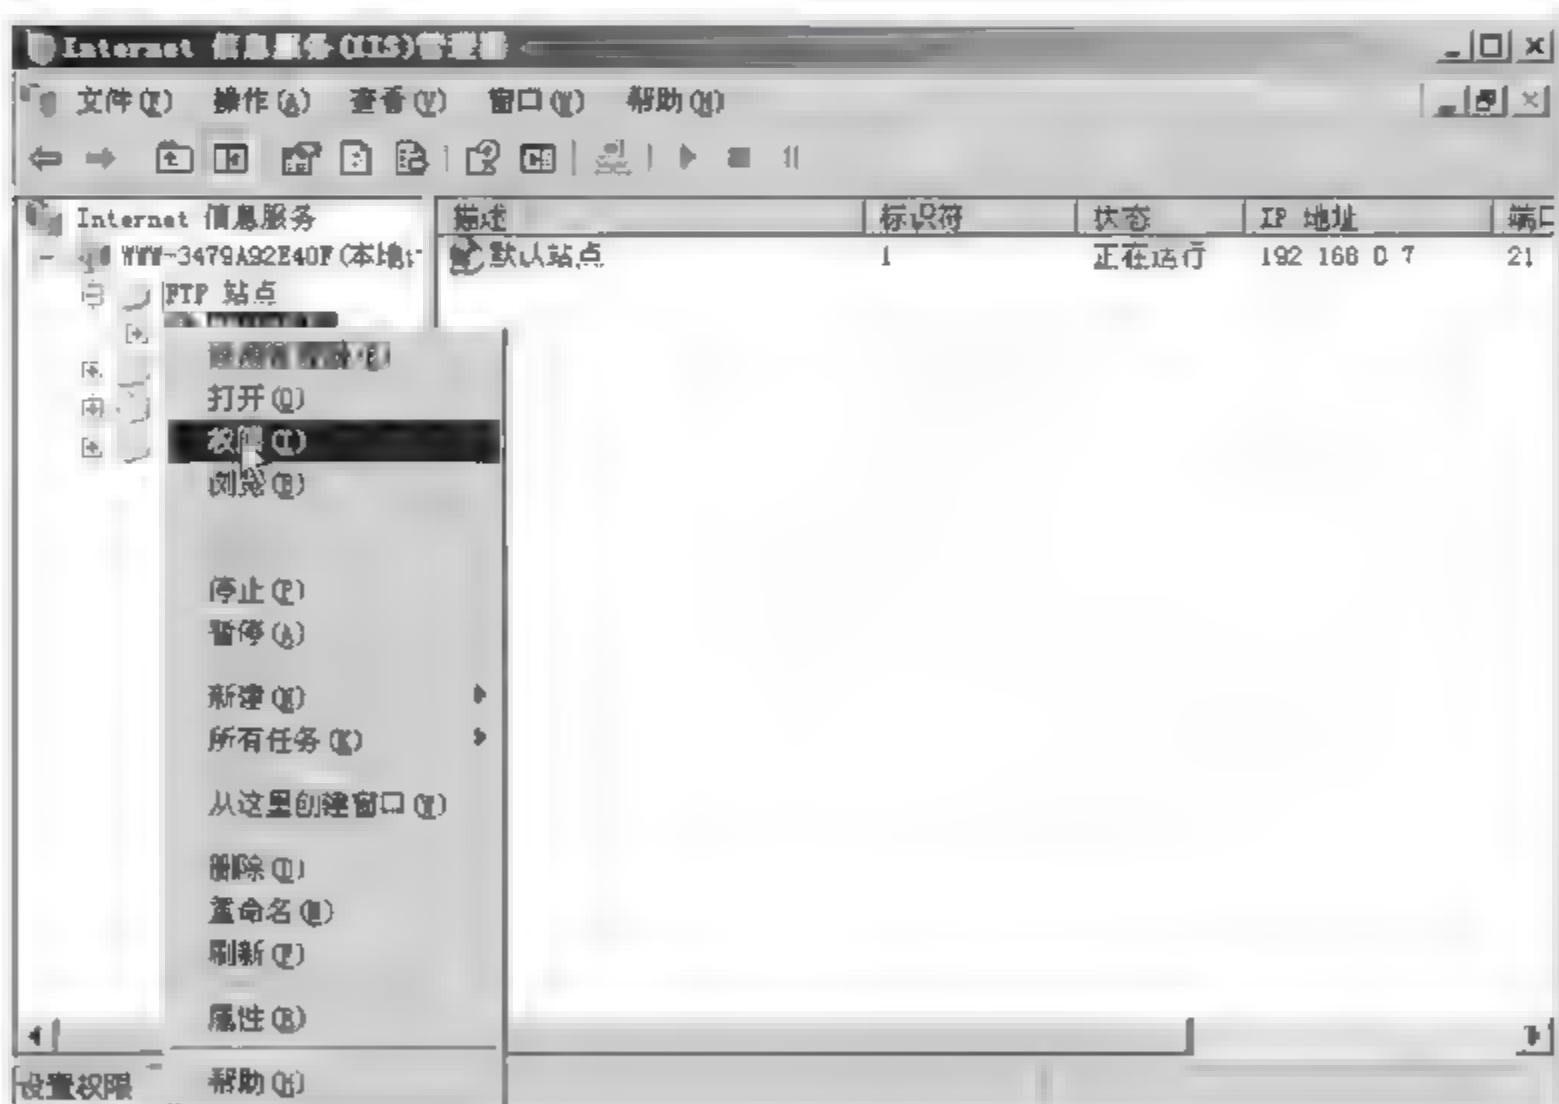 Internet 信息服务(IIS)管理器
文件(F) 操作(A) 查看(V) 窗口(W) 帮助(H)
Internet 信息服务 描述 标识符 状态 IP 地址 端口
WWW-3479A92E40F(本地计 默认站点 1 正在运行 192 168 0 7 21
FTP 站点
打开(O)
权限(I)
浏览(B)
停止(P)
暂停(A)
新建(N)
所有任务(K)
从这里创建窗口(W)
删除(D)
重命名(M)
刷新(F)
属性(R)
设置权限 帮助(H)